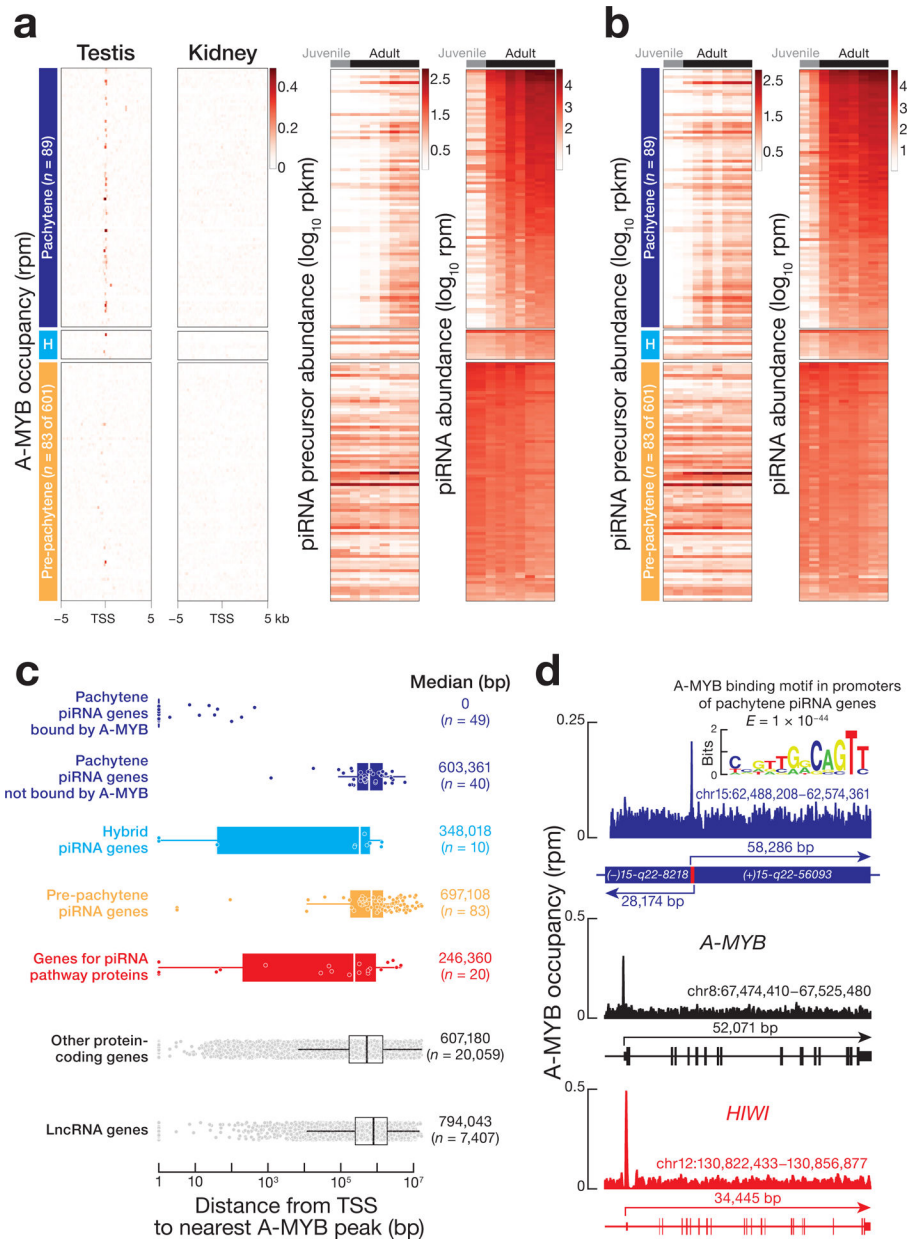 a
Testis
Kidney
Juvenile
Adult
Juvenile
Adult
A-MYB occupancy (rpm)
Pachytene (n = 89)
H
Pre-pachytene (n = 83 of 601)
0.4
0.2
0
piRNA precursor abundance (log10 rpkm)
2.5
1.5
0.5
piRNA abundance (log10 rpm)
4
3
2
1
−5
TSS
5
−5
TSS
5 kb
b
Juvenile
Adult
Juvenile
Adult
Pachytene (n = 89)
H
Pre-pachytene (n = 83 of 601)
piRNA precursor abundance (log10 rpkm)
2.5
1.5
0.5
piRNA abundance (log10 rpm)
4
3
2
1
c
Median (bp)
Pachytene
piRNA genes
bound by A-MYB
0
(n = 49)
Pachytene
piRNA genes
not bound by A-MYB
603,361
(n = 40)
Hybrid
piRNA genes
348,018
(n = 10)
Pre-pachytene
piRNA genes
697,108
(n = 83)
Genes for piRNA
pathway proteins
246,360
(n = 20)
Other protein-
coding genes
607,180
(n = 20,059)
LncRNA genes
794,043
(n = 7,407)
1
10
10^3
10^5
10^7
Distance from TSS
to nearest A-MYB peak (bp)
d
A-MYB binding motif in promoters
of pachytene piRNA genes
E = 1 × 10^−44
Bits
2
1
0
A-MYB occupancy (rpm)
0.25
0
chr15:62,488,208−62,574,361
58,286 bp
(−)15-q22-8218
(+)15-q22-56093
28,174 bp
0.5
0
A-MYB
chr8:67,474,410−67,525,480
52,071 bp
0.5
0
HIWI
chr12:130,822,433−130,856,877
34,445 bp